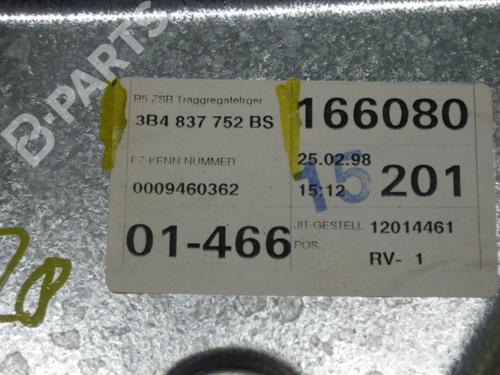 B-PARTS
B5 ZSB Traggregatetrger
3B4 837 752 BS
166080
FZ-KENN NUMMER
0009460362
25.02.98
15:12
15
201
01-466
JIT-GESTELL
POS.
12014461
RV- 1